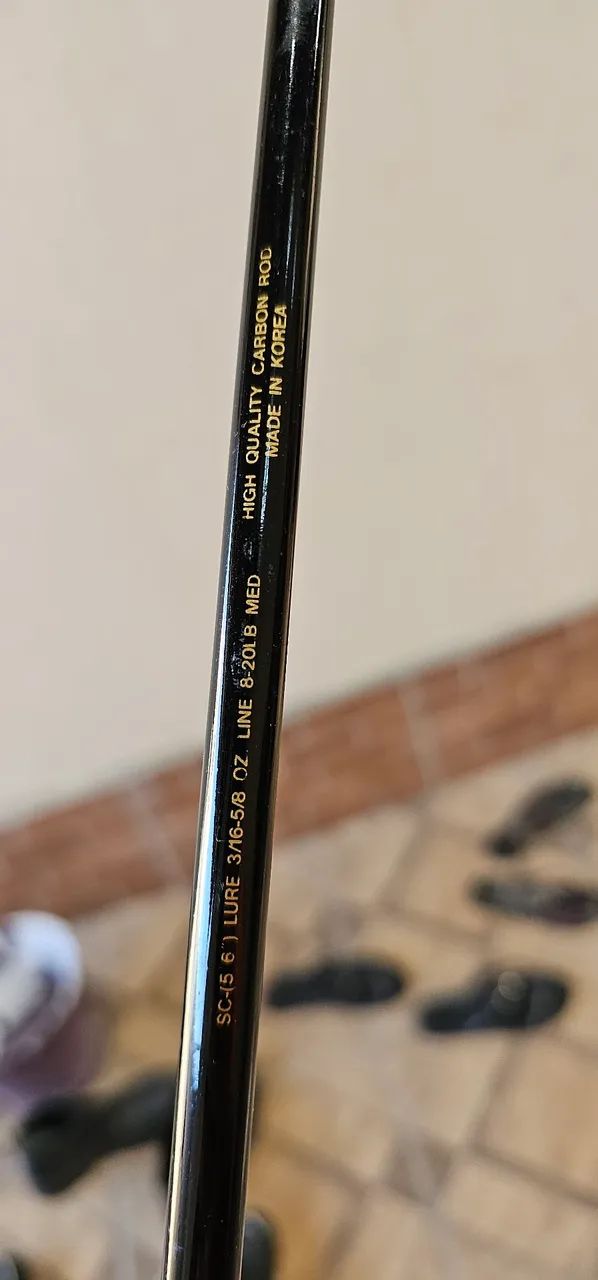 SC-(5 6") LURE 3/16-5/8 OZ. LINE 8-20LB MED HIGH QUALITY CARBON ROD
MADE IN KOREA